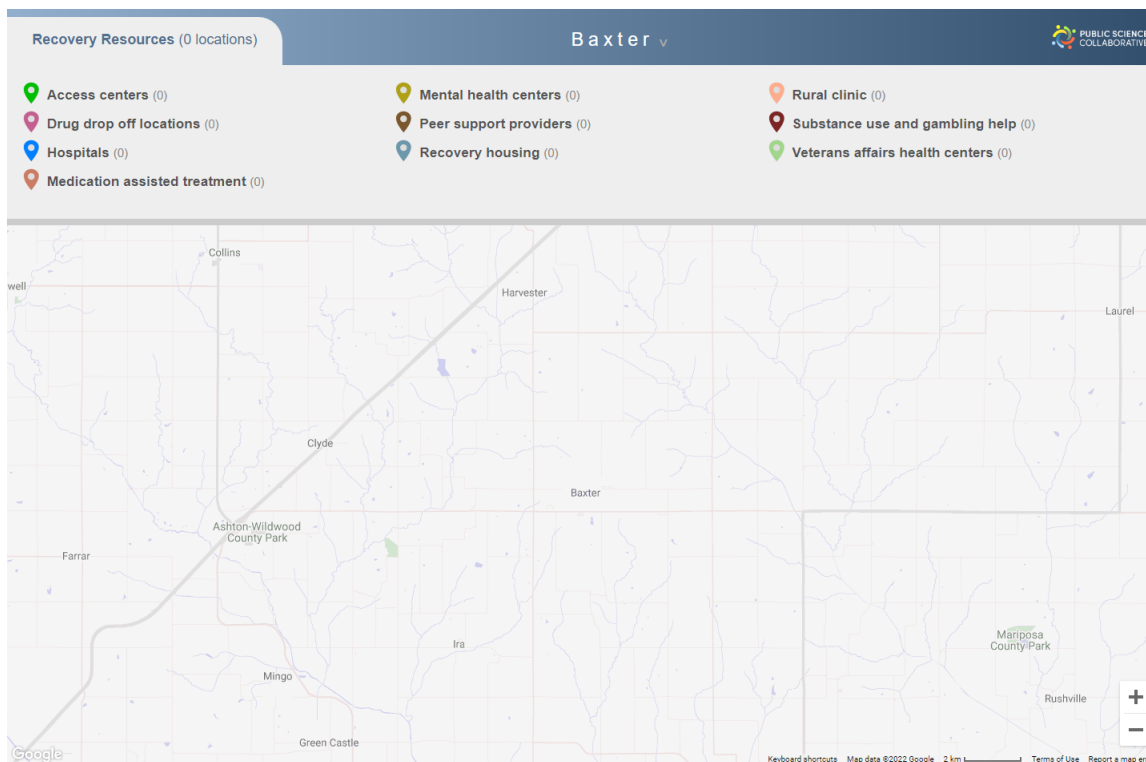 Recovery Resources (0 locations)
Baxter v
PUBLIC SCIENCE
COLLABORATIVE
Access centers (0)
Mental health centers (0)
Rural clinic (0)
Drug drop off locations (0)
Peer support providers (0)
Substance use and gambling help (0)
Hospitals (0)
Recovery housing (0)
Veterans affairs health centers (0)
Medication assisted treatment (0)
Collins
well
Harvester
Laurel
Clyde
Baxter
Ashton-Wildwood
County Park
Farrar
Ira
Mariposa
County Park
Mingo
Rushville
Green Castle
+
−
Google
Keyboard shortcuts Map data ©2022 Google 2 km Terms of Use Report a map er